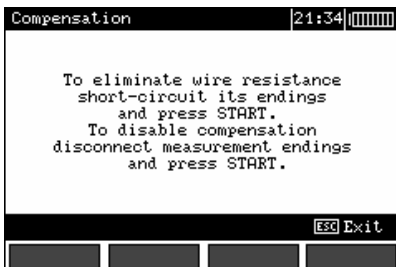 Compensation 21:34
To eliminate wire resistance
short-circuit its endings
and press START.
To disable compensation
disconnect measurement endings
and press START.
ESC Exit